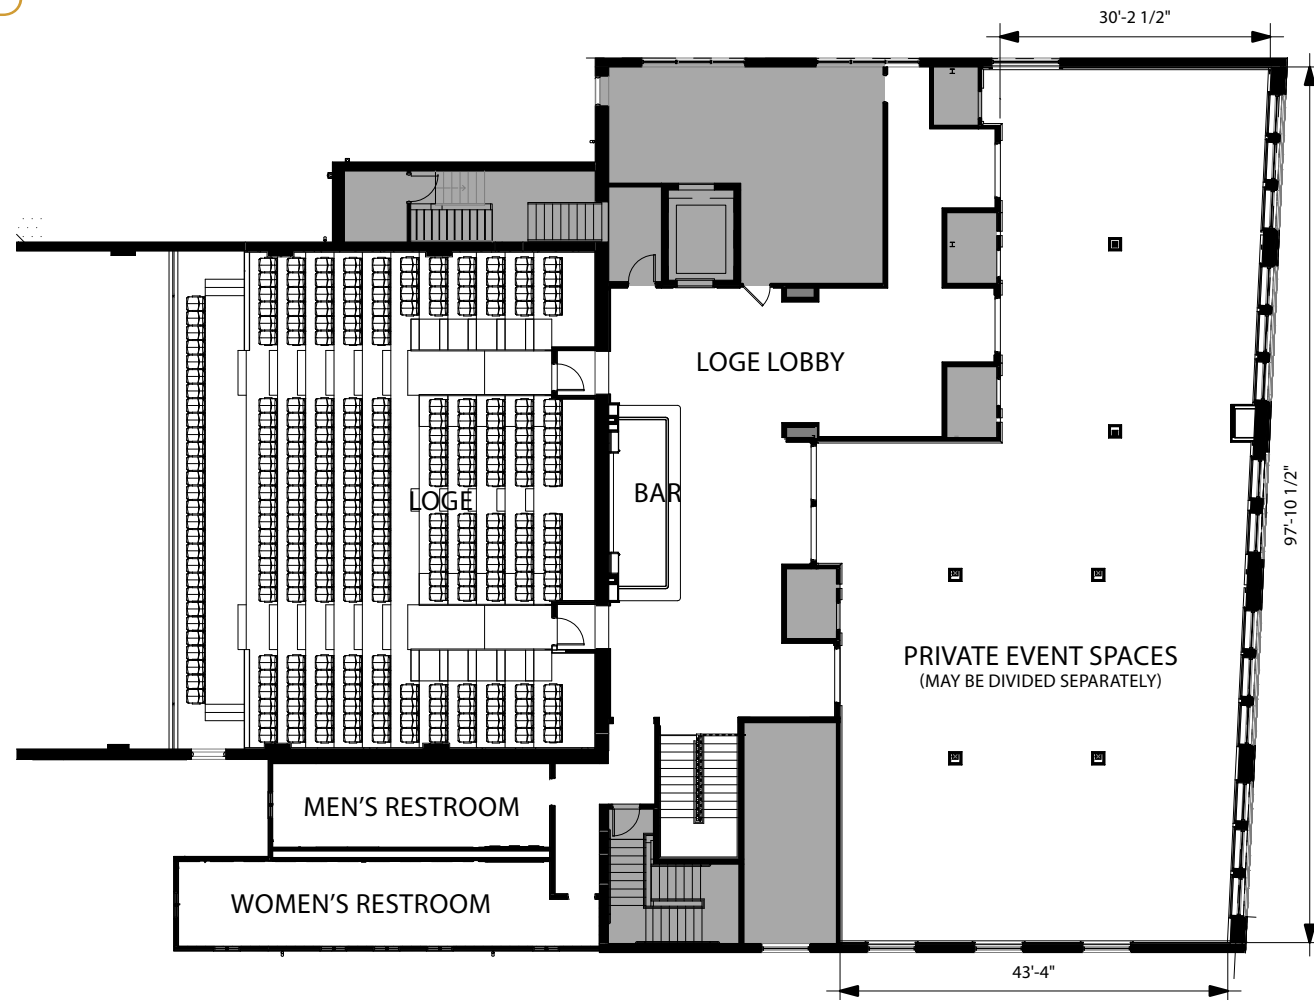 30'-2 1/2"
LOGE LOBBY
LOGE
BAR
97'-10 1/2"
PRIVATE EVENT SPACES
(MAY BE DIVIDED SEPARATELY)
MEN’S RESTROOM
WOMEN’S RESTROOM
43'-4"